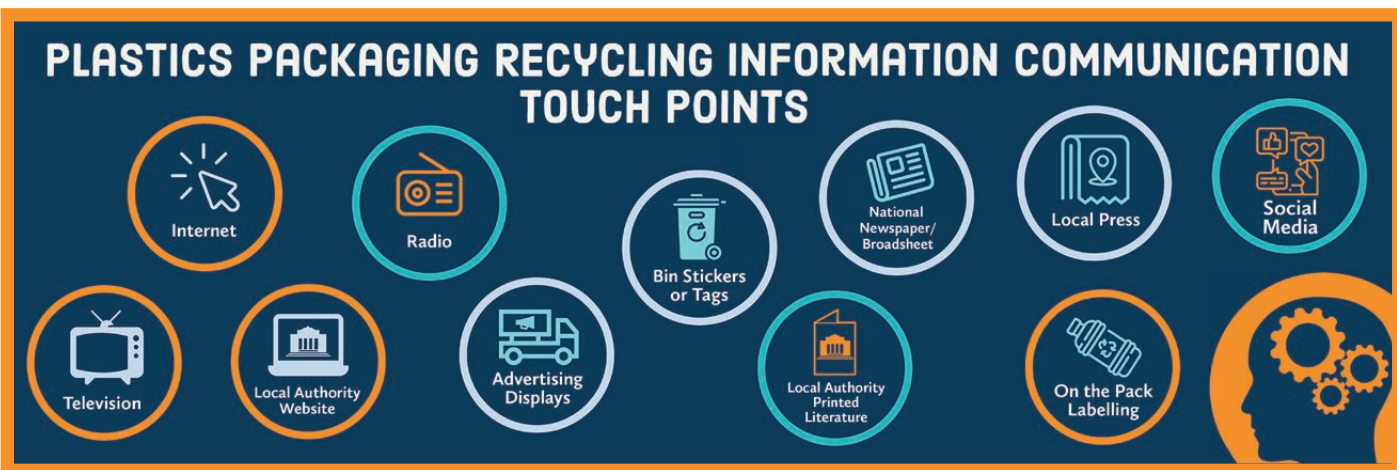 PLASTICS PACKAGING RECYCLING INFORMATION COMMUNICATION
TOUCH POINTS
Internet
Radio
Bin Stickers
or Tags
National
Newspaper/
Broadsheet
Local Press
Social
Media
Television
Local Authority
Website
Advertising
Displays
Local Authority
Printed
Literature
On the Pack
Labelling